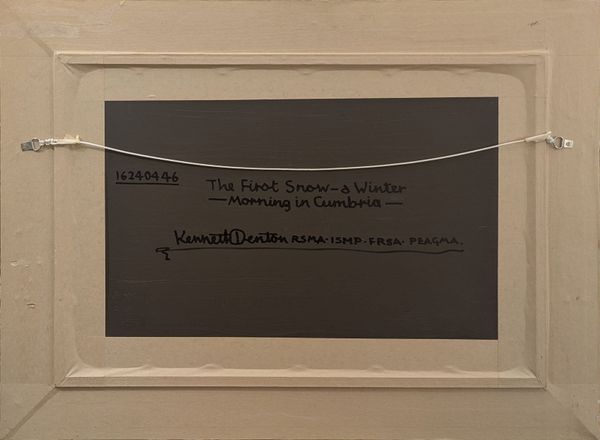 16240446
The First Snow - a Winter
— Morning in Cumbria —
Kenneth Denton RSMA · ISMP · FRSA · PEAGMA.